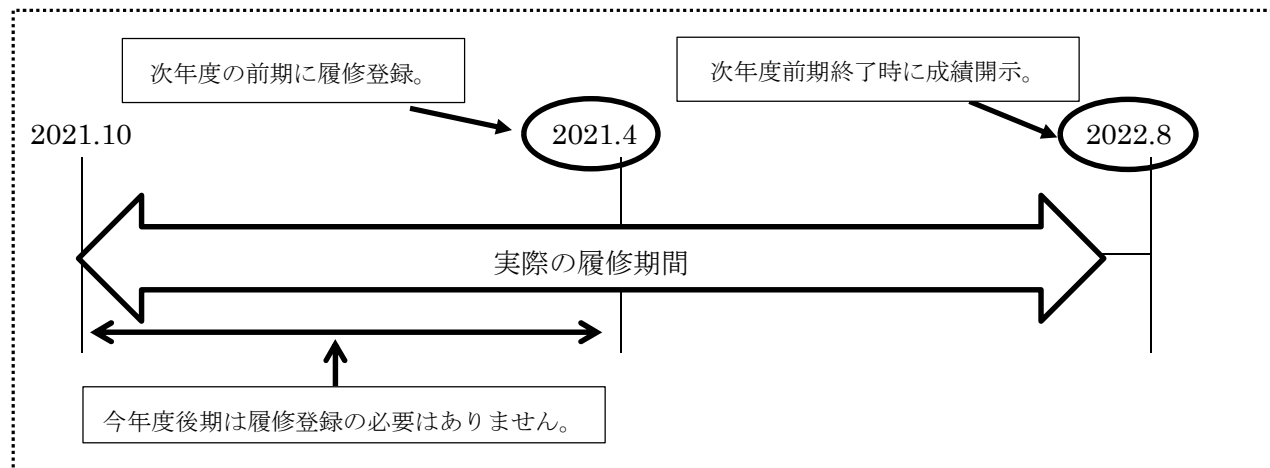 次年度の前期に履修登録。
次年度前期終了時に成績開示。
2021.10
2021.4
2022.8
実際の履修期間
今年度後期は履修登録の必要はありません。